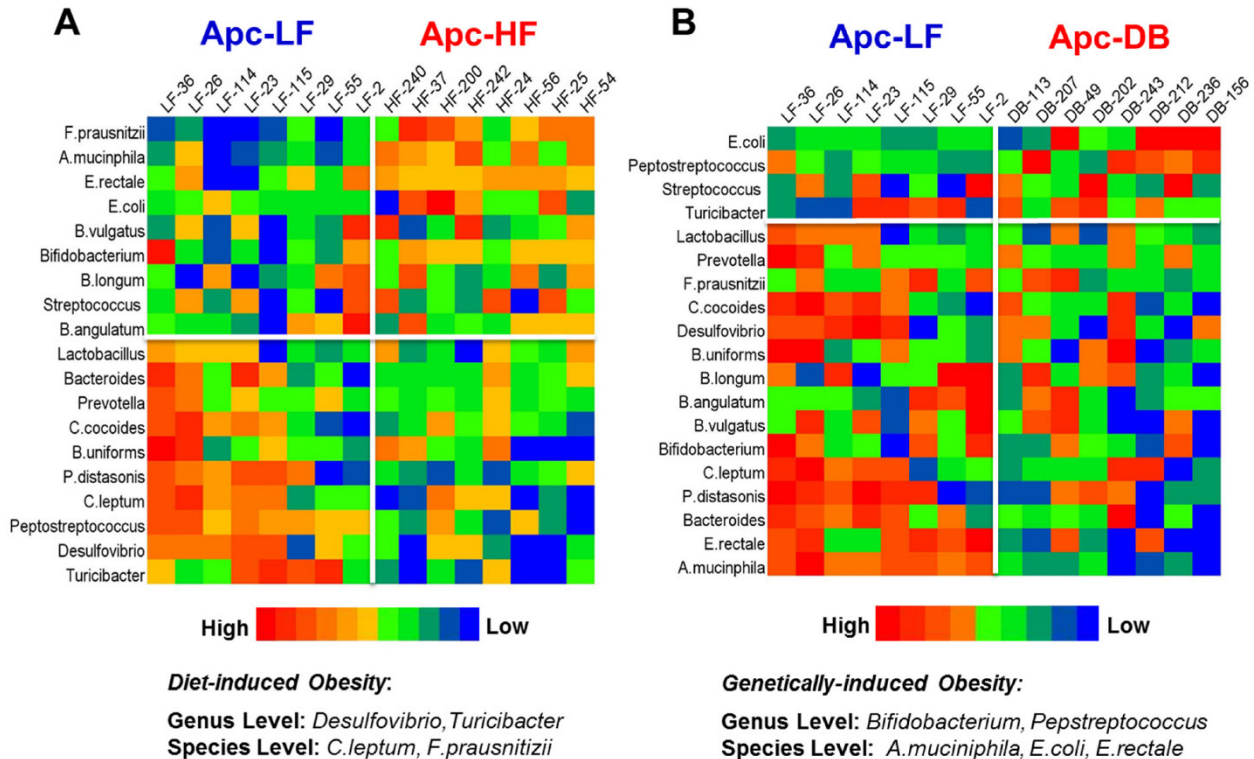 A
Apc-LF
Apc-HF
LF-36
LF-26
LF-114
LF-23
LF-115
LF-29
LF-55
LF-2
HF-240
HF-37
HF-200
HF-242
HF-24
HF-56
HF-25
HF-54
F.prausnitzii
A.mucinphila
E.rectale
E.coli
B.vulgatus
Bifidobacterium
B.longum
Streptococcus
B.angulatum
Lactobacillus
Bacteroides
Prevotella
C.cocoides
B.uniforms
P.distasonis
C.leptum
Peptostreptococcus
Desulfovibrio
Turicibacter
High
Low
Diet-induced Obesity:
Genus Level: Desulfovibrio, Turicibacter
Species Level: C.leptum, F.prausnitizii
B
Apc-LF
Apc-DB
LF-36
LF-26
LF-114
LF-23
LF-115
LF-29
LF-55
LF-2
DB-113
DB-207
DB-49
DB-202
DB-243
DB-212
DB-236
DB-156
E.coli
Peptostreptococcus
Streptococcus
Turicibacter
Lactobacillus
Prevotella
F.prausnitzii
C.cocoides
Desulfovibrio
B.uniforms
B.longum
B.angulatum
B.vulgatus
Bifidobacterium
C.leptum
P.distasonis
Bacteroides
E.rectale
A.mucinphila
High
Low
Genetically-induced Obesity:
Genus Level: Bifidobacterium, Pepstreptococcus
Species Level: A.muciniphila, E.coli, E.rectale